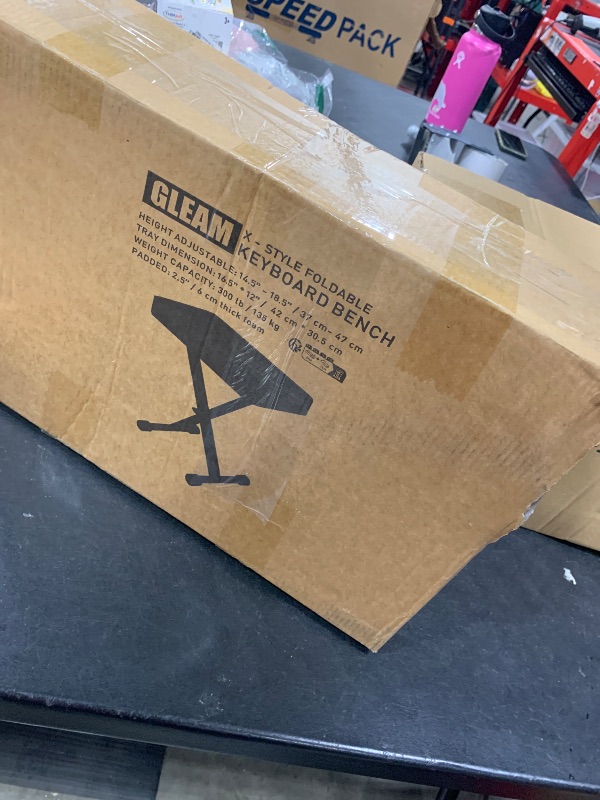 SPEED PACK
GLEAM
X - STYLE FOLDABLE
KEYBOARD BENCH
HEIGHT ADJUSTABLE: 14.5" - 18.5" / 37 cm- 47 cm
TRAY DIMENSION: 16.5" * 12" / 42 cm * 30.5 cm
WEIGHT CAPACITY: 300 lb / 136 kg
PADDED: 2.5" / 6 cm thick foam